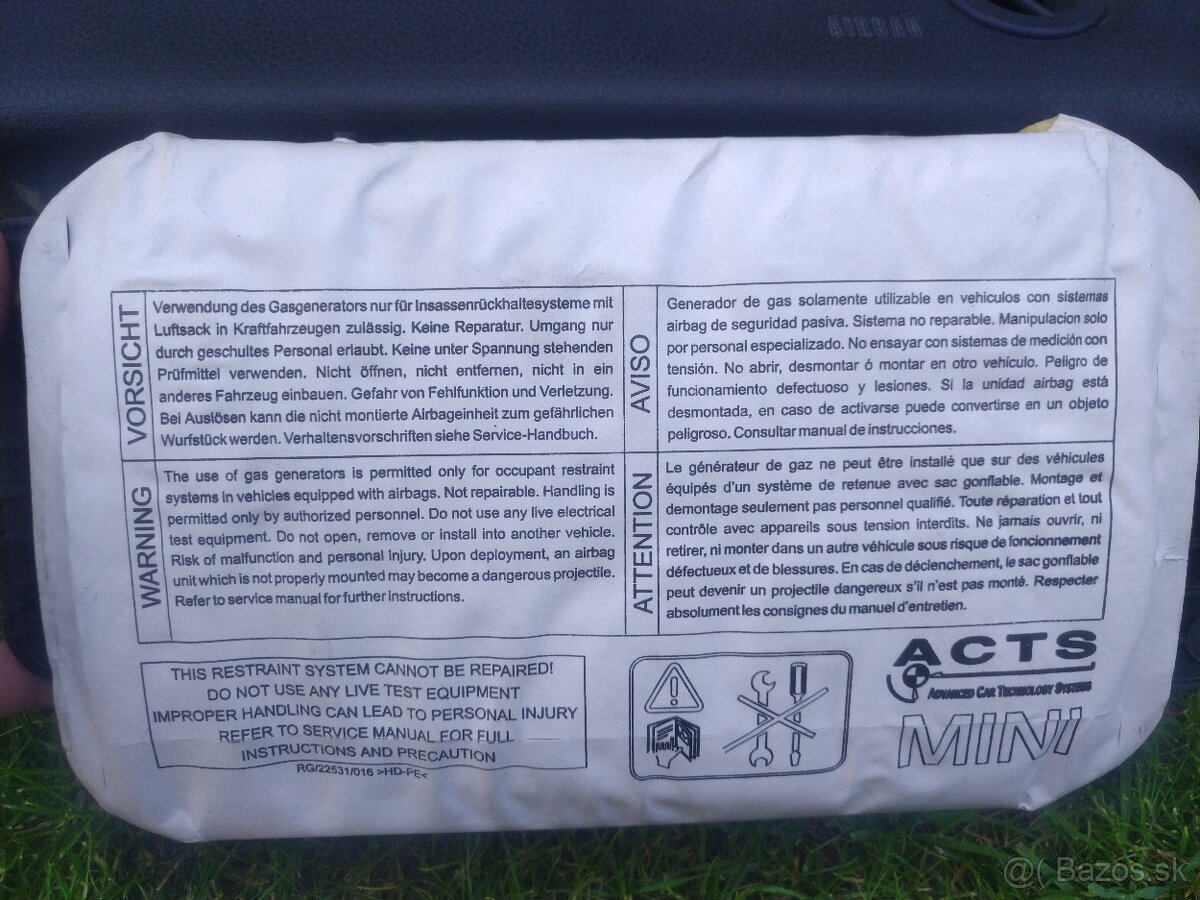 AIRBAG
VORSICHT
Verwendung des Gasgenerators nur für Insassenrückhaltesysteme mit
Luftsack in Kraftfahrzeugen zulässig. Keine Reparatur. Umgang nur
durch geschultes Personal erlaubt. Keine unter Spannung stehenden
Prüfmittel verwenden. Nicht öffnen, nicht entfernen, nicht in ein
anderes Fahrzeug einbauen. Gefahr von Fehlfunktion und Verletzung.
Bei Auslösen kann die nicht montierte Airbageinheit zum gefährlichen
Wurfstück werden. Verhaltensvorschriften siehe Service-Handbuch.
AVISO
Generador de gas solamente utilizable en vehiculos con sistemas
airbag de seguridad pasiva. Sistema no reparable. Manipulacion solo
por personal especializado. No ensayar con sistemas de medición con
tensión. No abrir, desmontar ó montar en otro vehículo. Peligro de
funcionamiento defectuoso y lesiones. Si la unidad airbag está
desmontada, en caso de activarse puede convertirse en un objeto
peligroso. Consultar manual de instrucciones.
WARNING
The use of gas generators is permitted only for occupant restraint
systems in vehicles equipped with airbags. Not repairable. Handling is
permitted only by authorized personnel. Do not use any live electrical
test equipment. Do not open, remove or install into another vehicle.
Risk of malfunction and personal injury. Upon deployment, an airbag
unit which is not properly mounted may become a dangerous projectile.
Refer to service manual for further instructions.
ATTENTION
Le générateur de gaz ne peut être installé que sur des véhicules
équipés d'un système de retenue avec sac gonflable. Montage et
demontage seulement pas personnel qualifié. Toute réparation et tout
contrôle avec appareils sous tension interdits. Ne jamais ouvrir, ni
retirer, ni monter dans un autre véhicule sous risque de fonctionnement
défectueux et de blessures. En cas de déclenchement, le sac gonflable
peut devenir un projectile dangereux s'il n'est pas monté. Respecter
absolument les consignes du manuel d'entretien.
THIS RESTRAINT SYSTEM CANNOT BE REPAIRED!
DO NOT USE ANY LIVE TEST EQUIPMENT
IMPROPER HANDLING CAN LEAD TO PERSONAL INJURY
REFER TO SERVICE MANUAL FOR FULL
INSTRUCTIONS AND PRECAUTION
RG/22531/016 >HD-PE<
ACTS
ADVANCED CAR TECHNOLOGY SYSTEMS
MINI
@( Bazos.sk